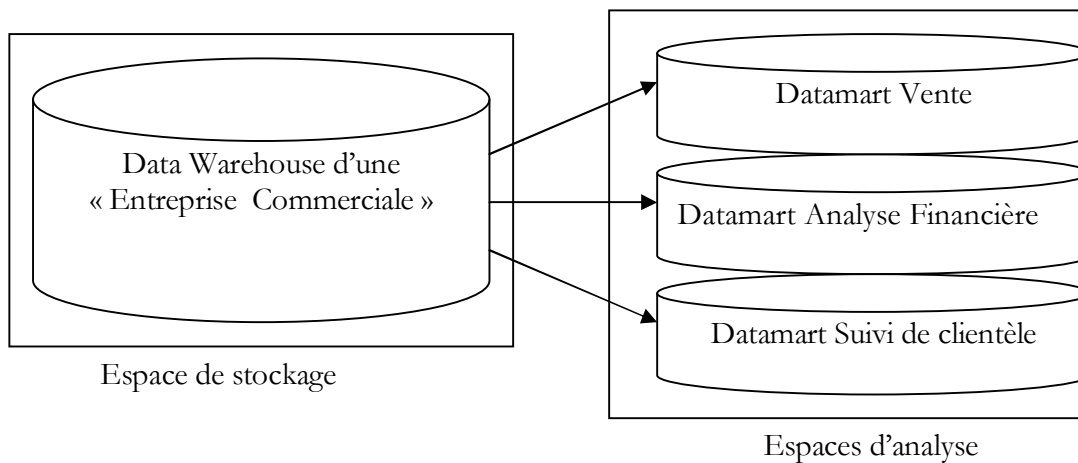 Data Warehouse d’une
« Entreprise Commerciale »
Espace de stockage
Datamart Vente
Datamart Analyse Financière
Datamart Suivi de clientèle
Espaces d’analyse